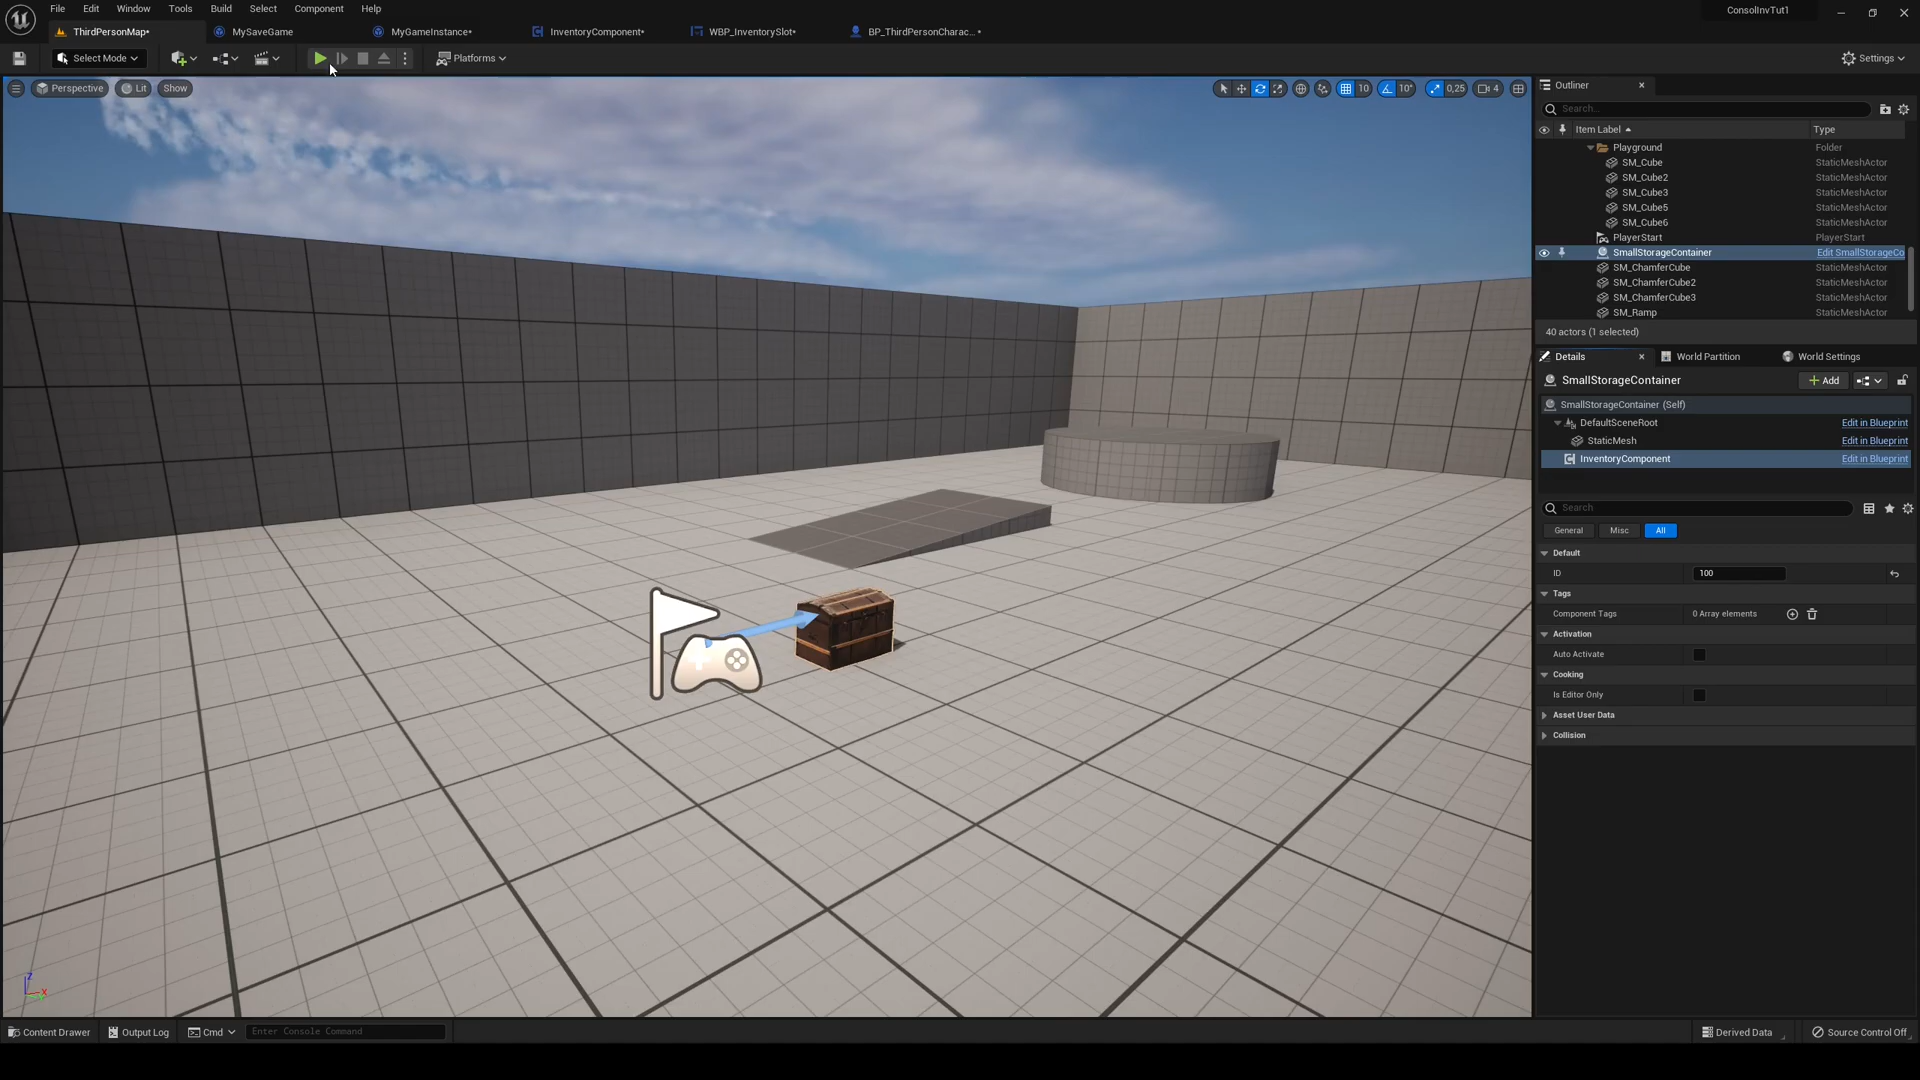 File Edit Window Tools Build Select Component Help
ConsolInvTut1
ThirdPersonMap• MySaveGame MyGameInstance• InventoryComponent• WBP_InventorySlot• BP_ThirdPersonCharac...•
Select Mode Platforms Settings
Perspective Lit Show 10 10° 0,25 4
Outliner
Search...
Item Label Type
Playground Folder
SM_Cube StaticMeshActor
SM_Cube2 StaticMeshActor
SM_Cube3 StaticMeshActor
SM_Cube5 StaticMeshActor
SM_Cube6 StaticMeshActor
PlayerStart PlayerStart
SmallStorageContainer Edit SmallStorageCo
SM_ChamferCube StaticMeshActor
SM_ChamferCube2 StaticMeshActor
SM_ChamferCube3 StaticMeshActor
SM_Ramp StaticMeshActor
40 actors (1 selected)
Details World Partition World Settings
SmallStorageContainer Add
SmallStorageContainer (Self)
DefaultSceneRoot Edit in Blueprint
StaticMesh Edit in Blueprint
InventoryComponent Edit in Blueprint
Search
General Misc All
Default
ID 100
Tags
Component Tags 0 Array elements
Activation
Auto Activate
Cooking
Is Editor Only
Asset User Data
Collision
Z
X
Content Drawer Output Log Cmd Enter Console Command Derived Data Source Control Off